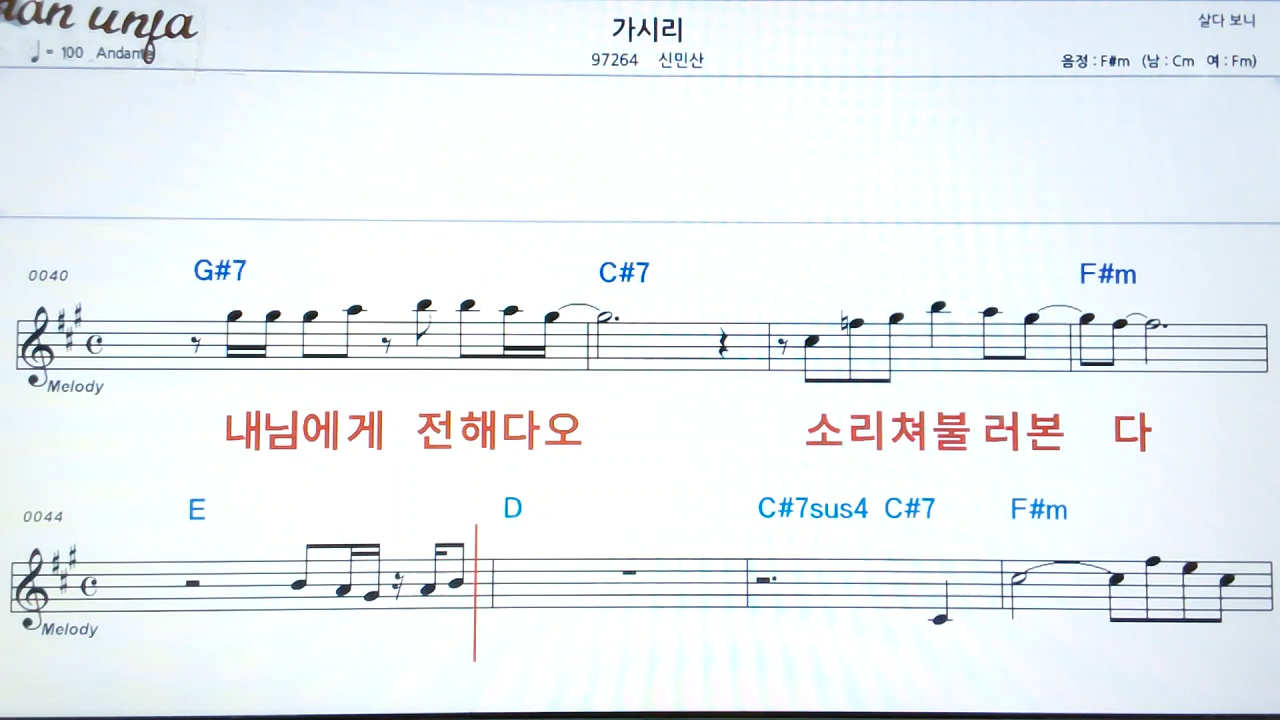 가시리
살다 보니
♩= 100 Andante
97264 신민산
음정 : F#m (남 : Cm 여 : Fm)
0040
G#7 C#7 F#m
Melody
내님에게 전해다오 소리쳐불러본 다
0044
E D C#7sus4 C#7 F#m
Melody